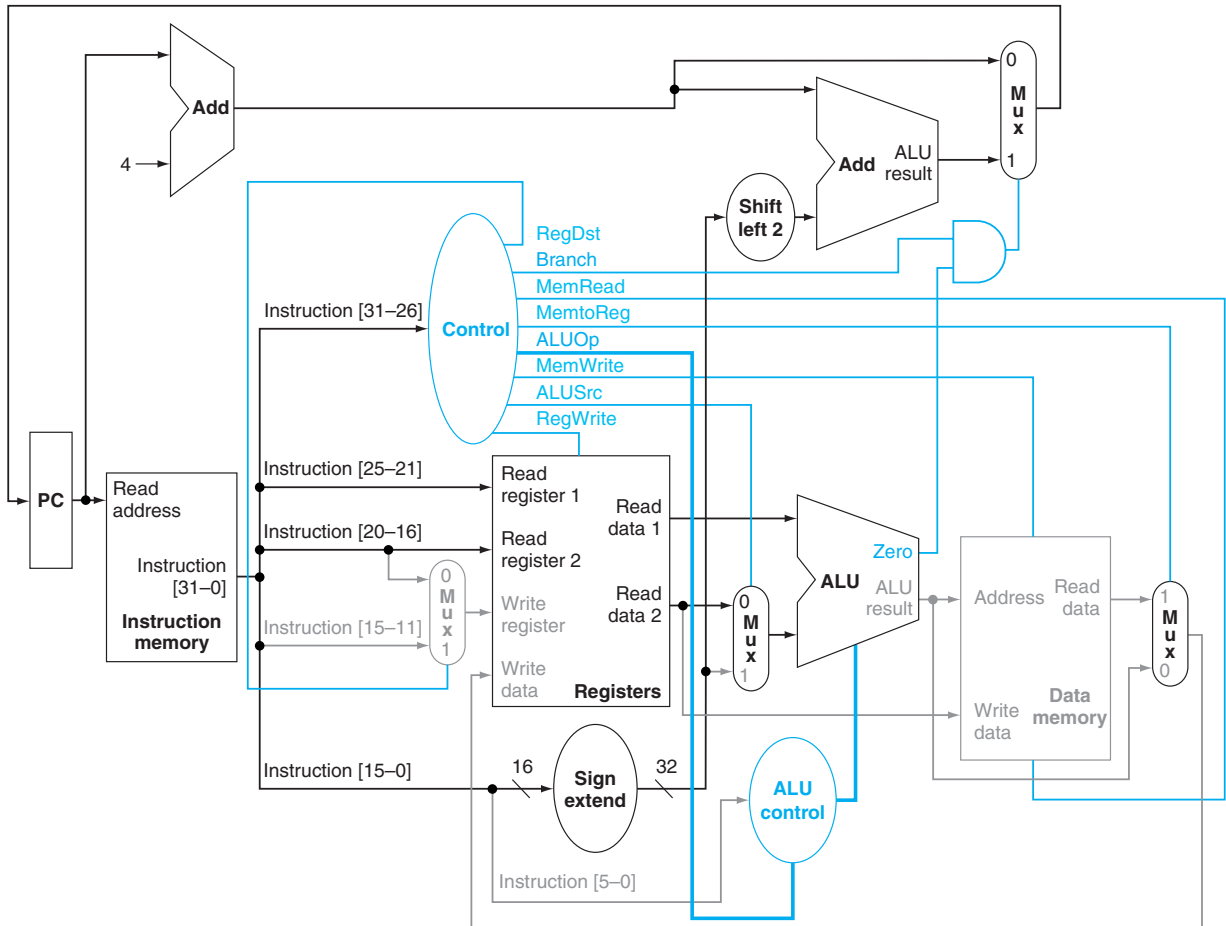 0
M
u
x
1
Add
4
Add
ALU
result
Shift
left 2
RegDst
Branch
MemRead
MemtoReg
ALUOp
MemWrite
ALUSrc
RegWrite
Control
Instruction [31–26]
Instruction [25–21]
Instruction [20–16]
Instruction [15–11]
Instruction [15–0]
Instruction [5–0]
PC
Read
address
Instruction
[31–0]
Instruction
memory
0
M
u
x
1
Read
register 1
Read
register 2
Write
register
Write
data
Read
data 1
Read
data 2
Registers
0
M
u
x
1
Zero
ALU
ALU
result
Address
Read
data
Write
data
Data
memory
1
M
u
x
0
16
Sign
extend
32
ALU
control